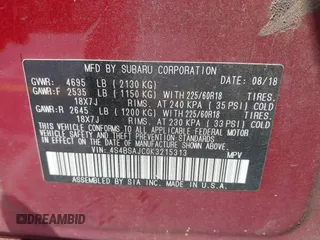 MFD BY SUBARU CORPORATION 08/18
GVWR: 4695 LB (2130 KG)
GAWR:F 2535 LB (1150 KG) WITH 225/60R18 TIRES.
18X7J RIMS. AT 240 KPA (35 PSI) COLD
GAWR:R 2645 LB (1200 KG) WITH 225/60R18 TIRES.
18X7J RIMS. AT 230 KPA (33 PSI) COLD
THIS VEHICLE CONFORMS TO ALL APPLICABLE FEDERAL MOTOR
VEHICLE SAFETY, BUMPER, AND THEFT PREVENTION STANDARDS
IN EFFECT ON THE DATE OF MANUFACTURE SHOWN ABOVE.
VIN: 4S4BSAJC0K3215313 MPV
ASSEMBLED BY SIA, INC. MADE IN U.S.A.